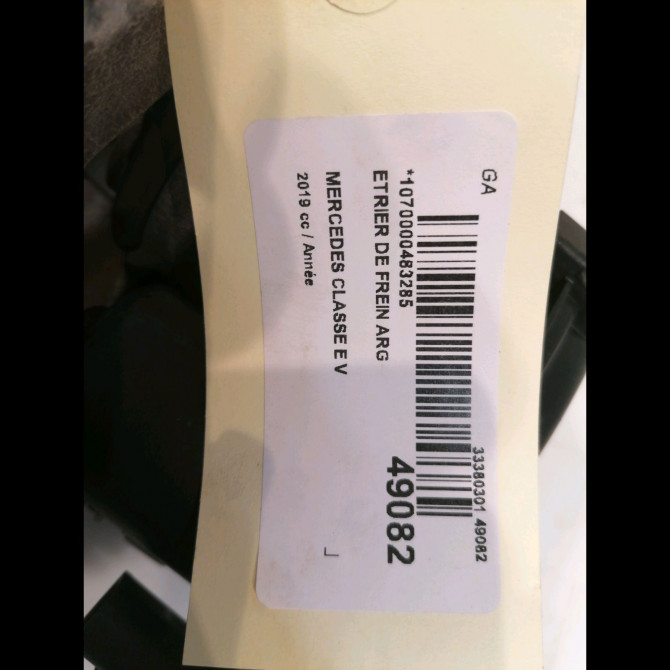 GA
33380301 49082
*1070000483285
49082
ETRIER DE FREIN ARG
MERCEDES CLASSE E V
2019 cc / Année